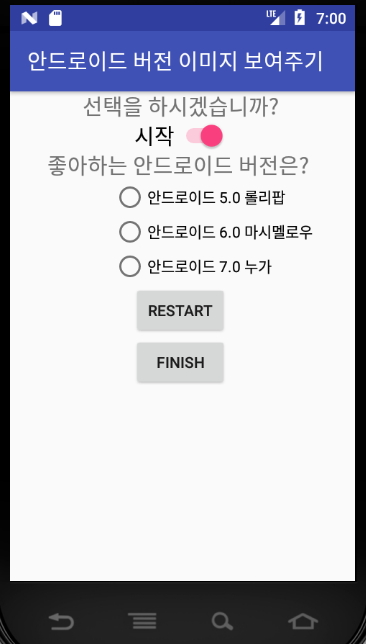 LTE 7:00
안드로이드 버전 이미지 보여주기
선택을 하시겠습니까?
시작
좋아하는 안드로이드 버전은?
안드로이드 5.0 롤리팝
안드로이드 6.0 마시멜로우
안드로이드 7.0 누가
RESTART
FINISH